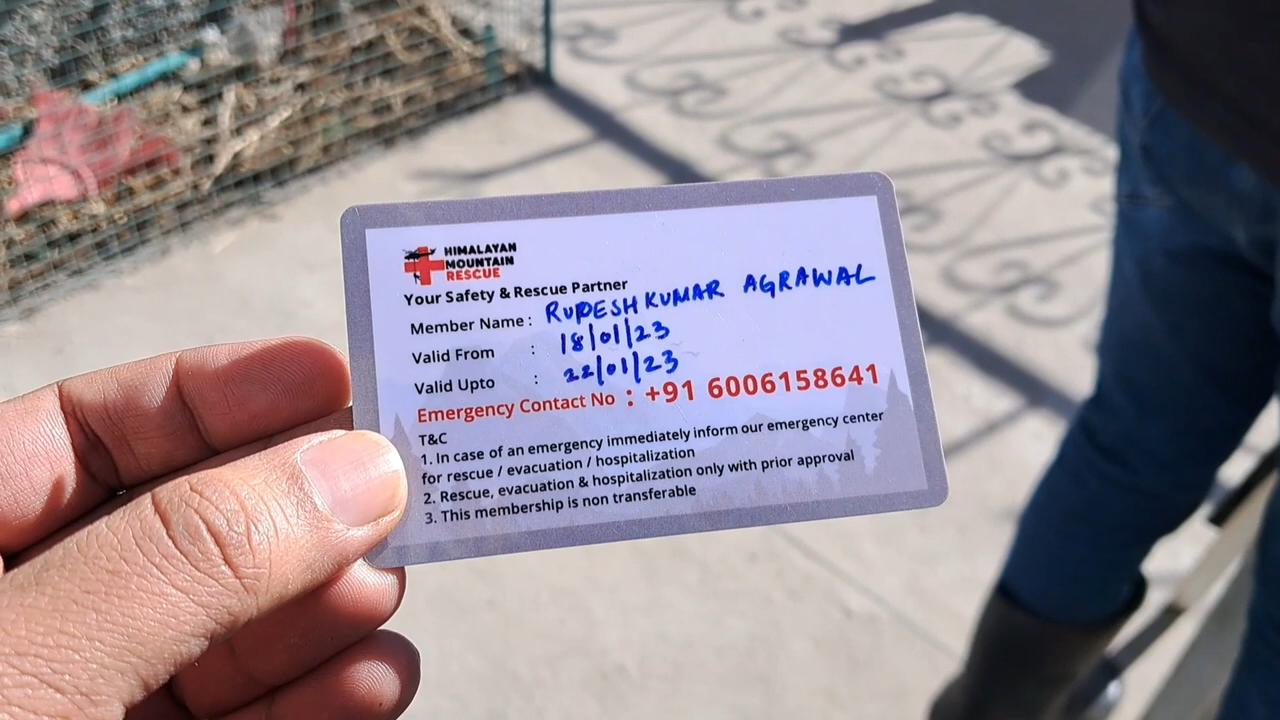 HIMALAYAN
MOUNTAIN
RESCUE
Your Safety & Rescue Partner
Member Name : RUPESH KUMAR AGRAWAL
Valid From : 18/01/23
Valid Upto : 22/01/23
Emergency Contact No : +91 6006158641
T&C
1. In case of an emergency immediately inform our emergency center
for rescue / evacuation / hospitalization
2. Rescue, evacuation & hospitalization only with prior approval
3. This membership is non transferable